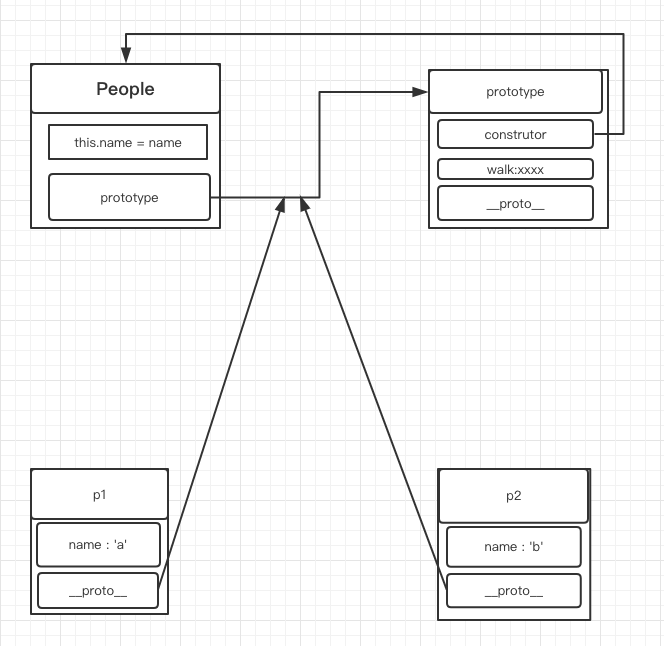 People
this.name = name
prototype
prototype
construtor
walk:xxxx
__proto__
p1
name : 'a'
__proto__
p2
name : 'b'
__proto__